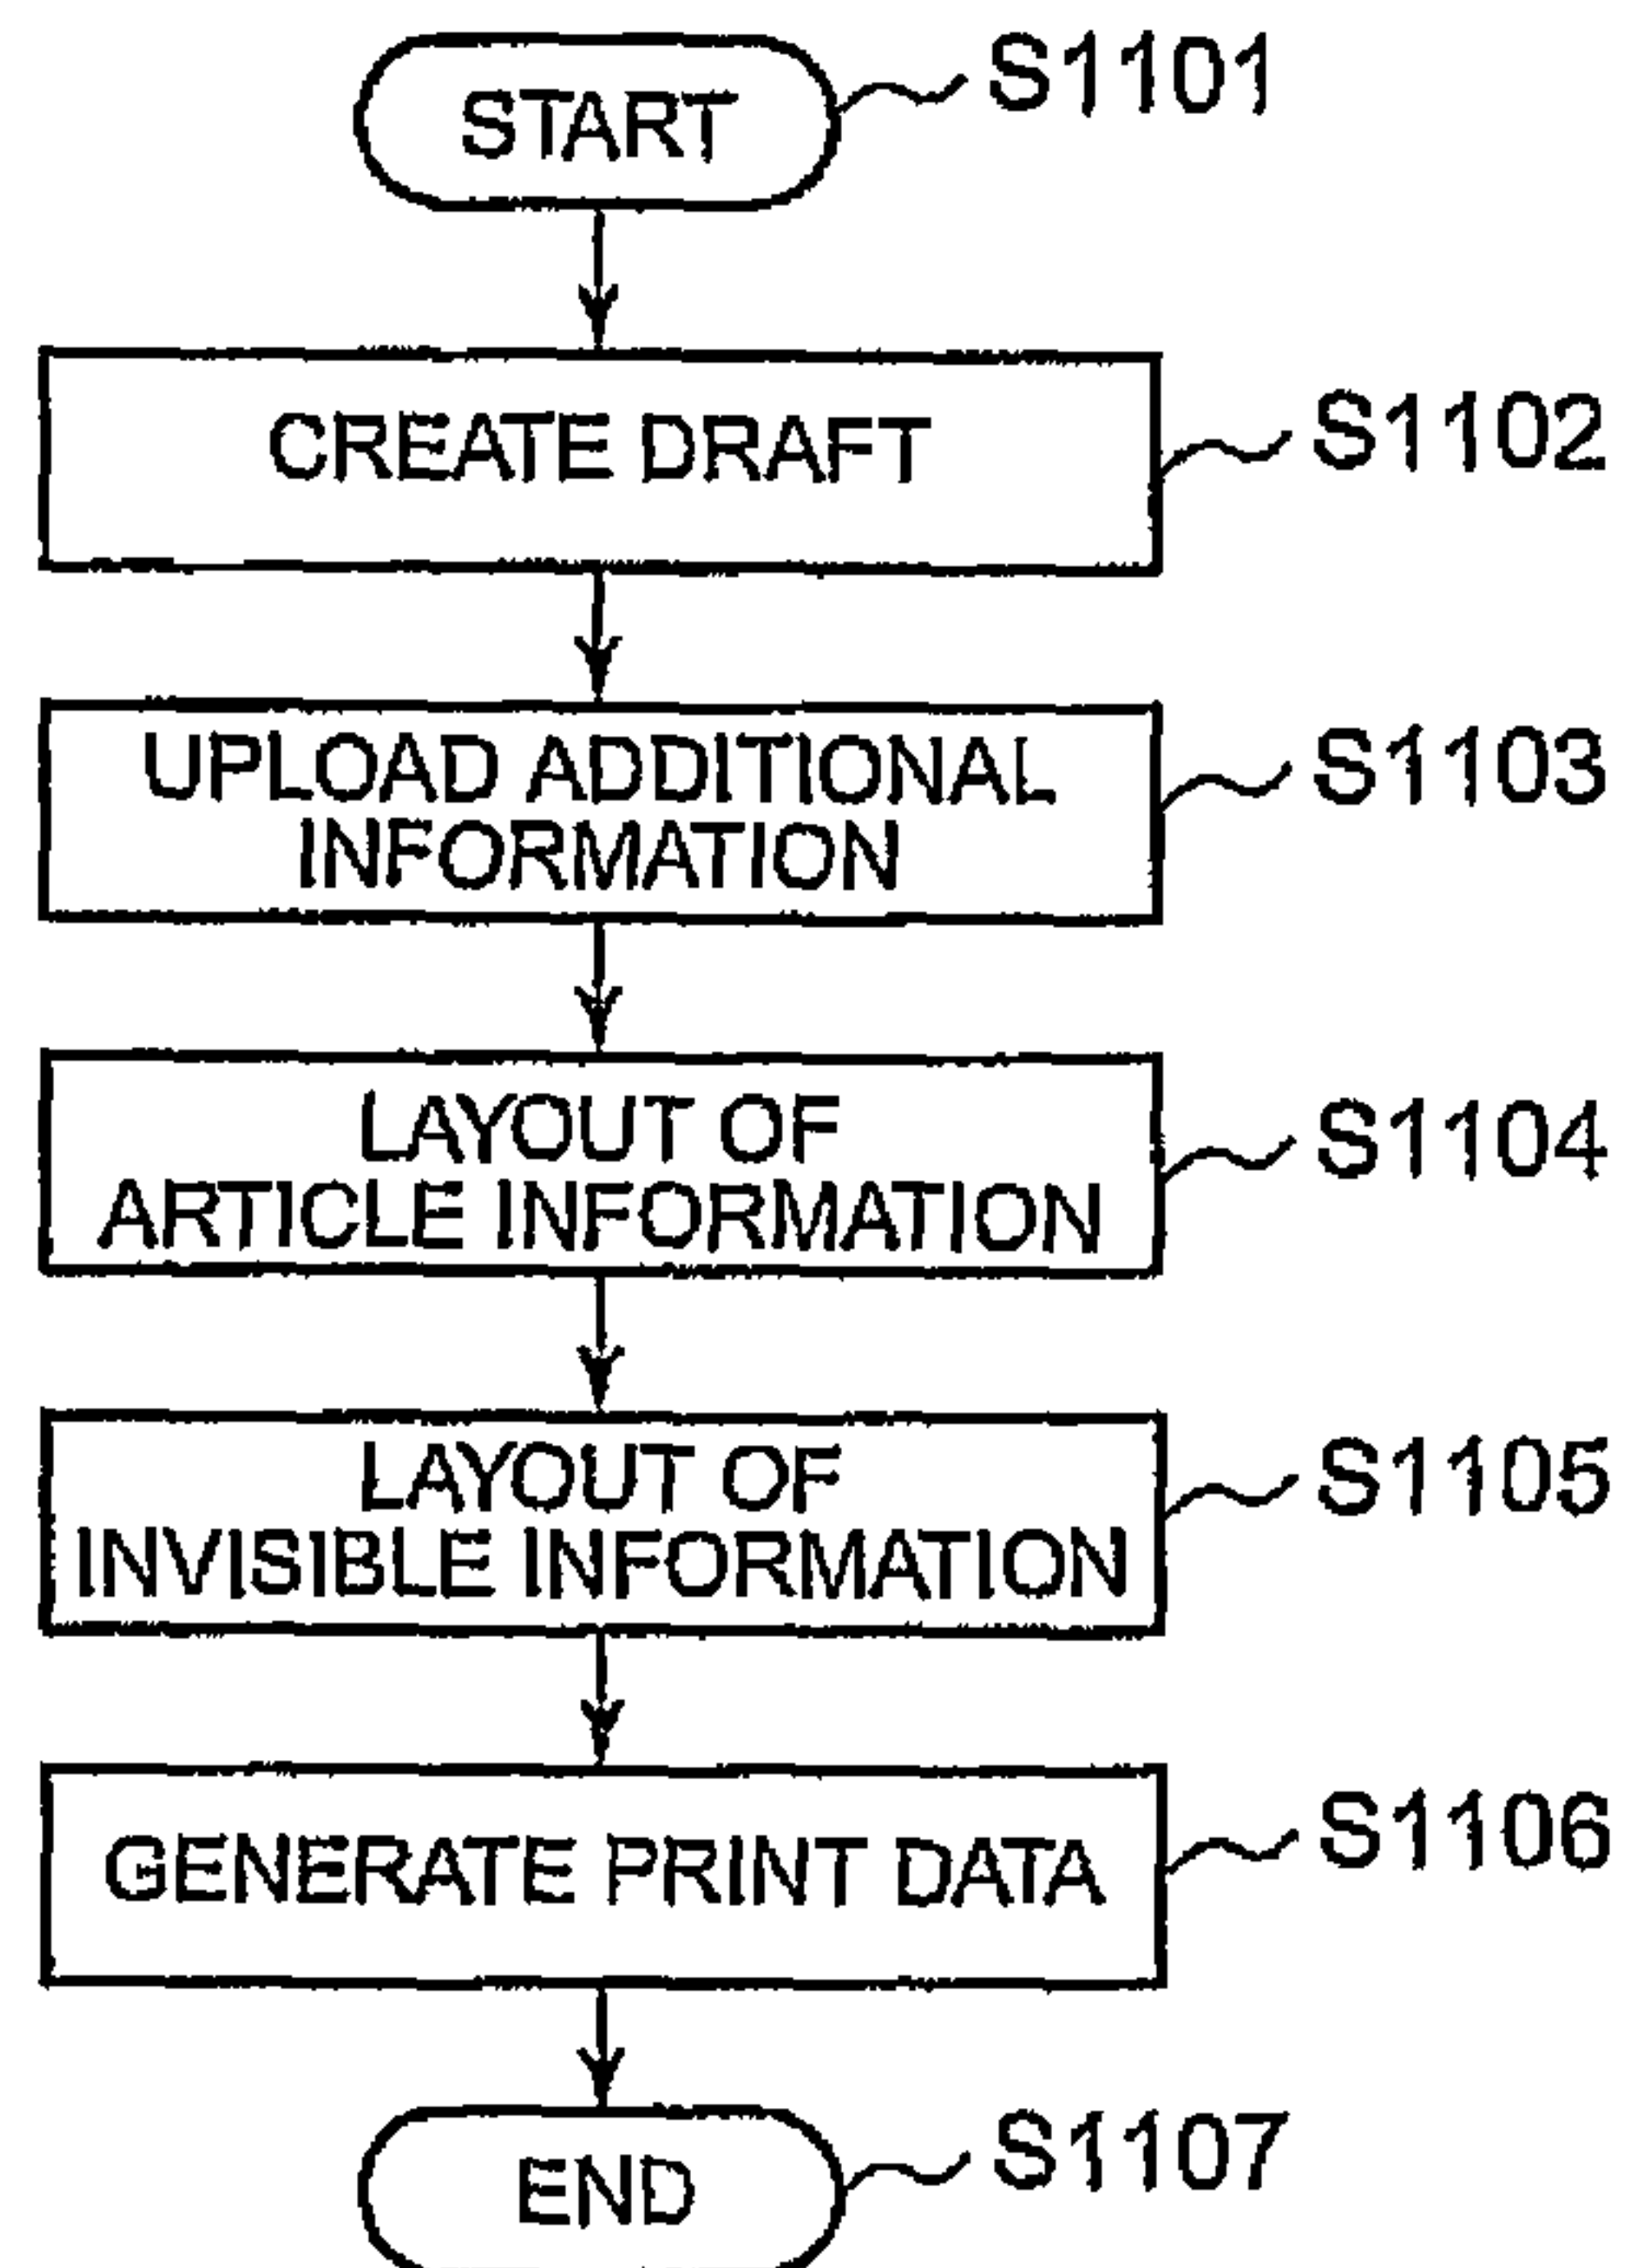 START
S1101
CREATE DRAFT
S1102
UPLOAD ADDITIONAL
INFORMATION
S1103
LAYOUT OF
ARTICLE INFORMATION
S1104
LAYOUT OF
INVISIBLE INFORMATION
S1105
GENERATE PRINT DATA
S1106
END
S1107